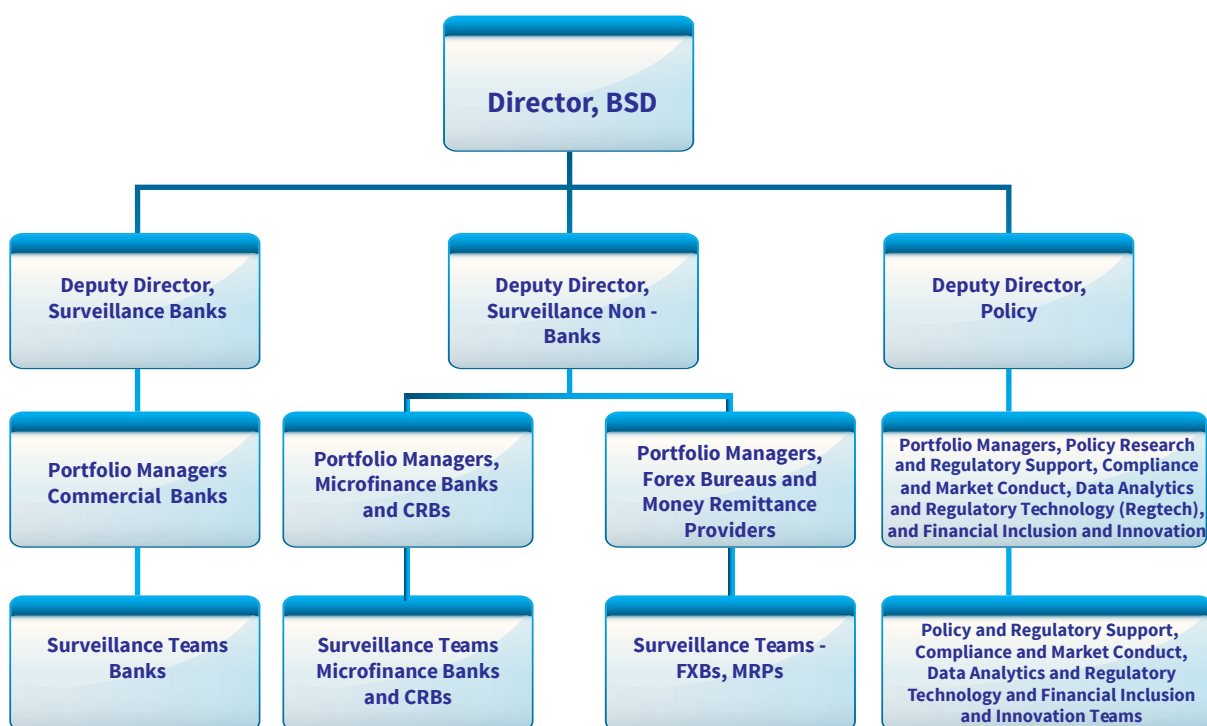 Director, BSD
Deputy Director,
Surveillance Banks
Deputy Director,
Surveillance Non -
Banks
Deputy Director,
Policy
Portfolio Managers
Commercial Banks
Portfolio Managers,
Microfinance Banks
and CRBs
Portfolio Managers,
Forex Bureaus and
Money Remittance
Providers
Portfolio Managers, Policy Research
and Regulatory Support, Compliance
and Market Conduct, Data Analytics
and Regulatory Technology (Regtech),
and Financial Inclusion and Innovation
Surveillance Teams
Banks
Surveillance Teams
Microfinance Banks
and CRBs
Surveillance Teams -
FXBs, MRPs
Policy and Regulatory Support,
Compliance and Market Conduct,
Data Analytics and Regulatory
Technology and Financial Inclusion
and Innovation Teams